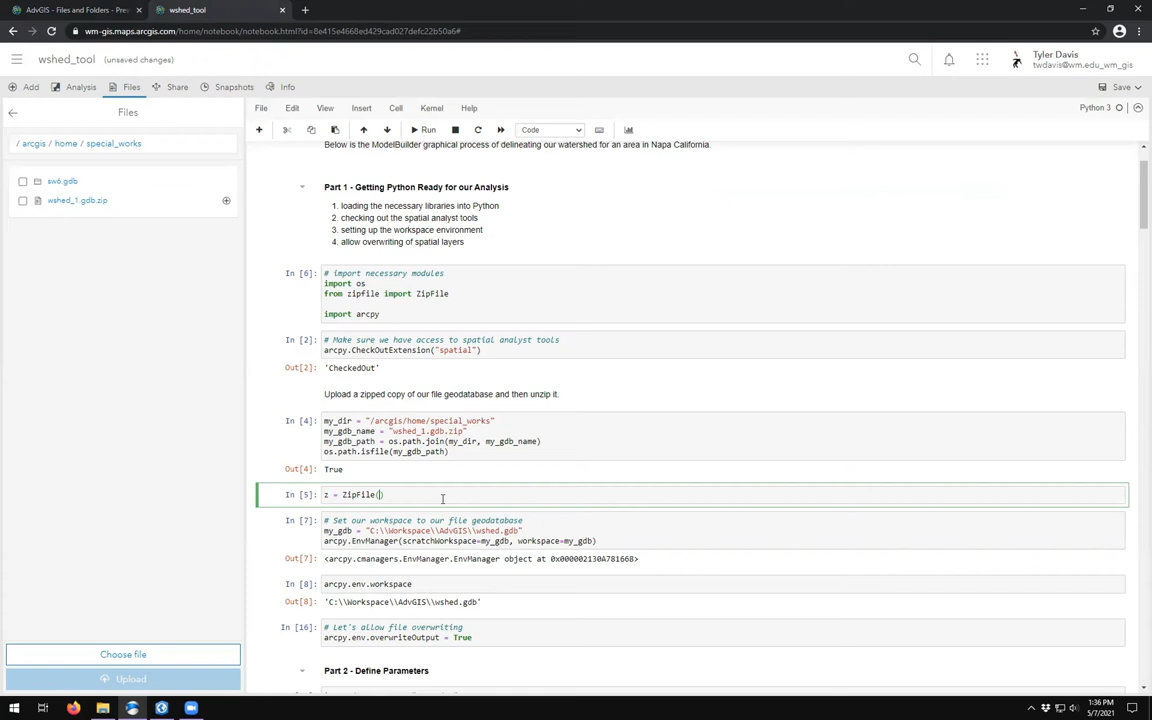 AdvGIS - Files and Folders - Pre
wshed_tool
wm-gis.maps.arcgis.com/home/notebook/notebook.html?id=8e415e4668ed429cad027defc22b50a6#
wshed_tool (unsaved changes)
Tyler Davis
twdavis@wm.edu_wm_gis
Add Analysis Files Share Snapshots Info Save
Files
/ arcgis / home / special_works
sw6.gdb
wshed_1.gdb.zip
Choose file
Upload
File Edit View Insert Cell Kernel Help
Python 3
Run Code
Below is the ModelBuilder graphical process of delineating our watershed for an area in Napa California.
Part 1 - Getting Python Ready for our Analysis
1. loading the necessary libraries into Python
2. checking out the spatial analyst tools
3. setting up the workspace environment
4. allow overwriting of spatial layers
In [6]: # import necessary modules
import os
from zipfile import ZipFile
import arcpy
In [2]: # Make sure we have access to spatial analyst tools
arcpy.CheckOutExtension("spatial")
Out[2]: 'CheckedOut'
Upload a zipped copy of our file geodatabase and then unzip it.
In [4]: my_dir = "/arcgis/home/special_works"
my_gdb_name = "wshed_1.gdb.zip"
my_gdb_path = os.path.join(my_dir, my_gdb_name)
os.path.isfile(my_gdb_path)
Out[4]: True
In [5]: z = ZipFile()
In [7]: # Set our workspace to our file geodatabase
my_gdb = "C:\\Workspace\\AdvGIS\\wshed.gdb"
arcpy.EnvManager(scratchWorkspace=my_gdb, workspace=my_gdb)
Out[7]: <arcpy.cmanagers.EnvManager.EnvManager object at 0x000002130A781668>
In [8]: arcpy.env.workspace
Out[8]: 'C:\\Workspace\\AdvGIS\\wshed.gdb'
In [16]: # Let's allow file overwriting
arcpy.env.overwriteOutput = True
Part 2 - Define Parameters
1:36 PM
5/7/2021